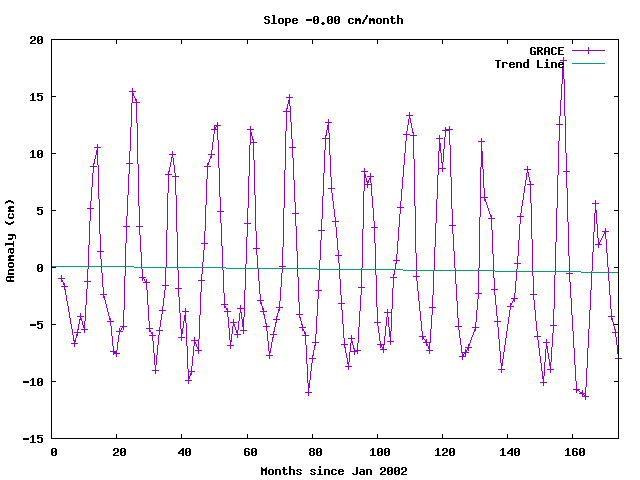 Slope -0.00 cm/month
GRACE
Trend Line
20
15
10
5
0
-5
-10
-15
Anomaly (cm)
0 20 40 60 80 100 120 140 160
Months since Jan 2002